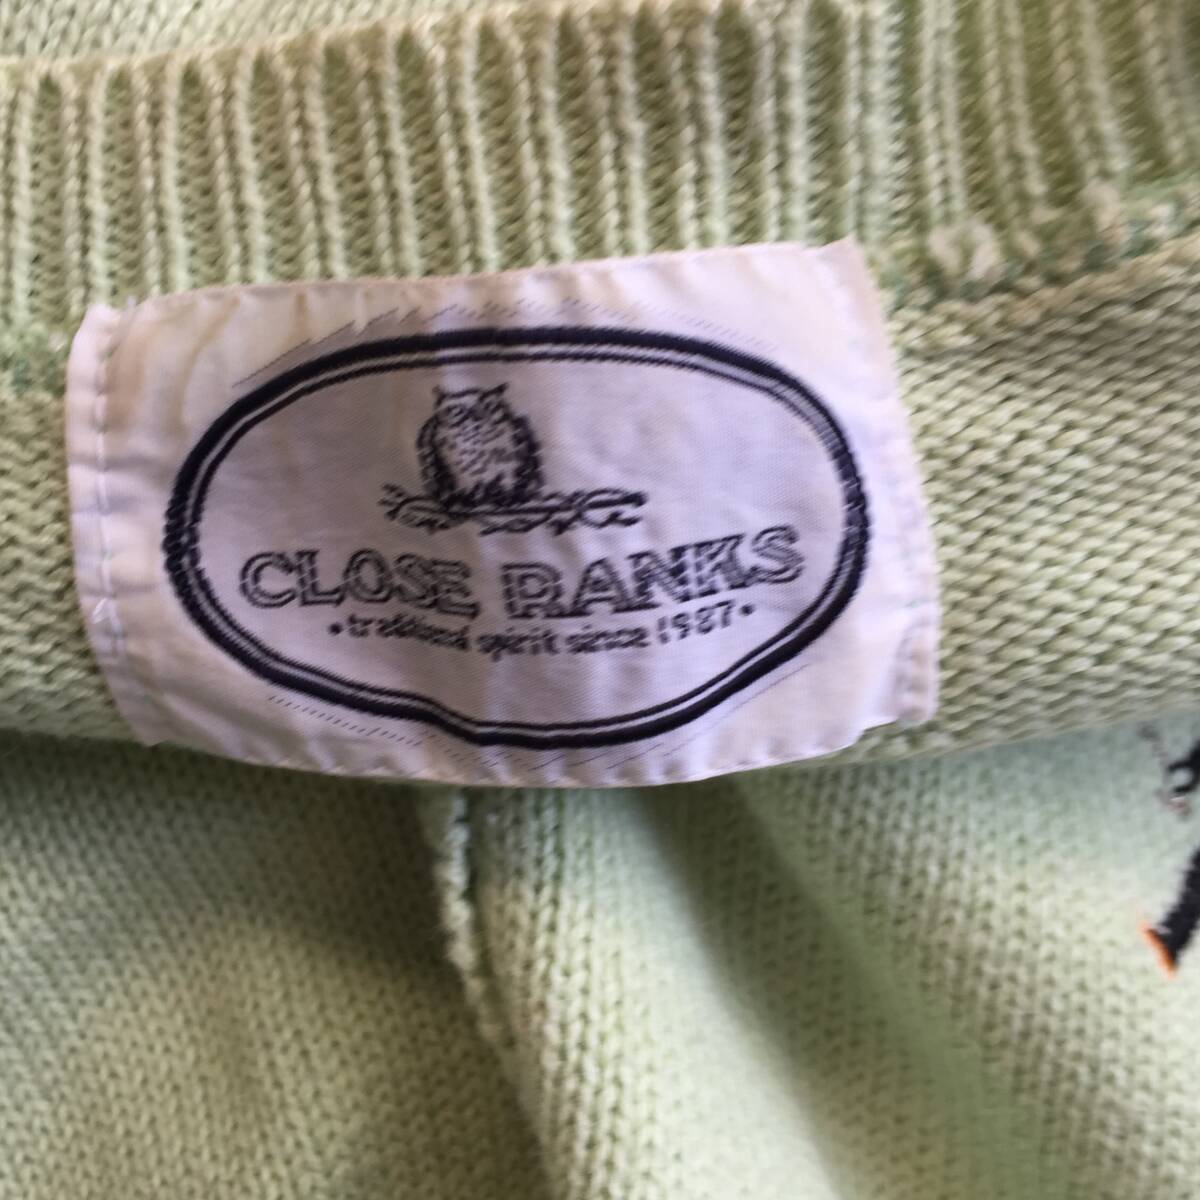 CLOSE RANKS
• traditional spirit since 1987 •